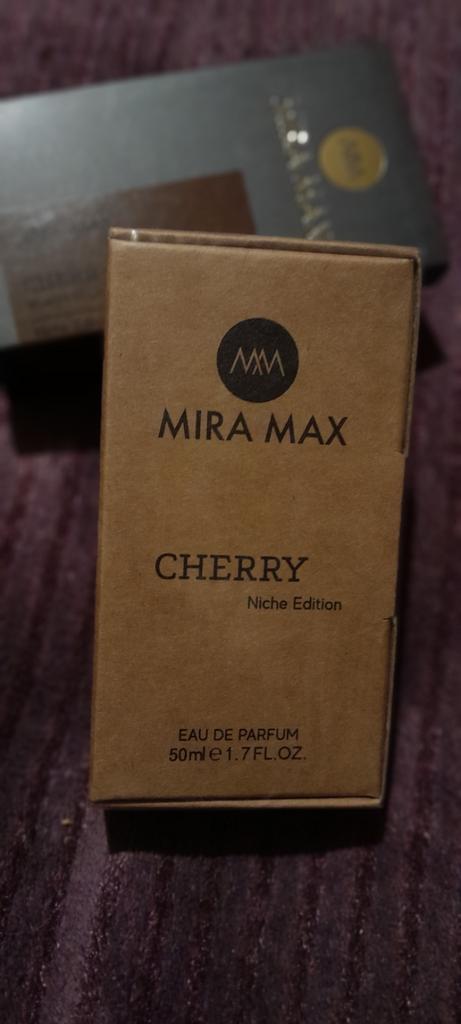 MIRA MAX
CHERRY
Niche Edition
EAU DE PARFUM
50ml ℮ 1.7 FL.OZ.